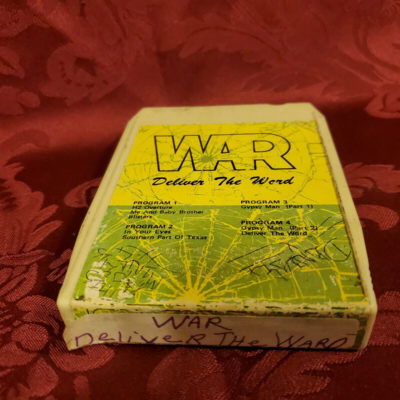 WAR
Deliver The Word
PROGRAM 1
H2 Overture
Me And Baby Brother
Blisters
PROGRAM 2
In Your Eyes
Southern Part Of Texas
PROGRAM 3
Gypsy Man (Part 1)
PROGRAM 4
Gypsy Man (Part 2)
Deliver The Word
WAR
DeLiVer The WARD